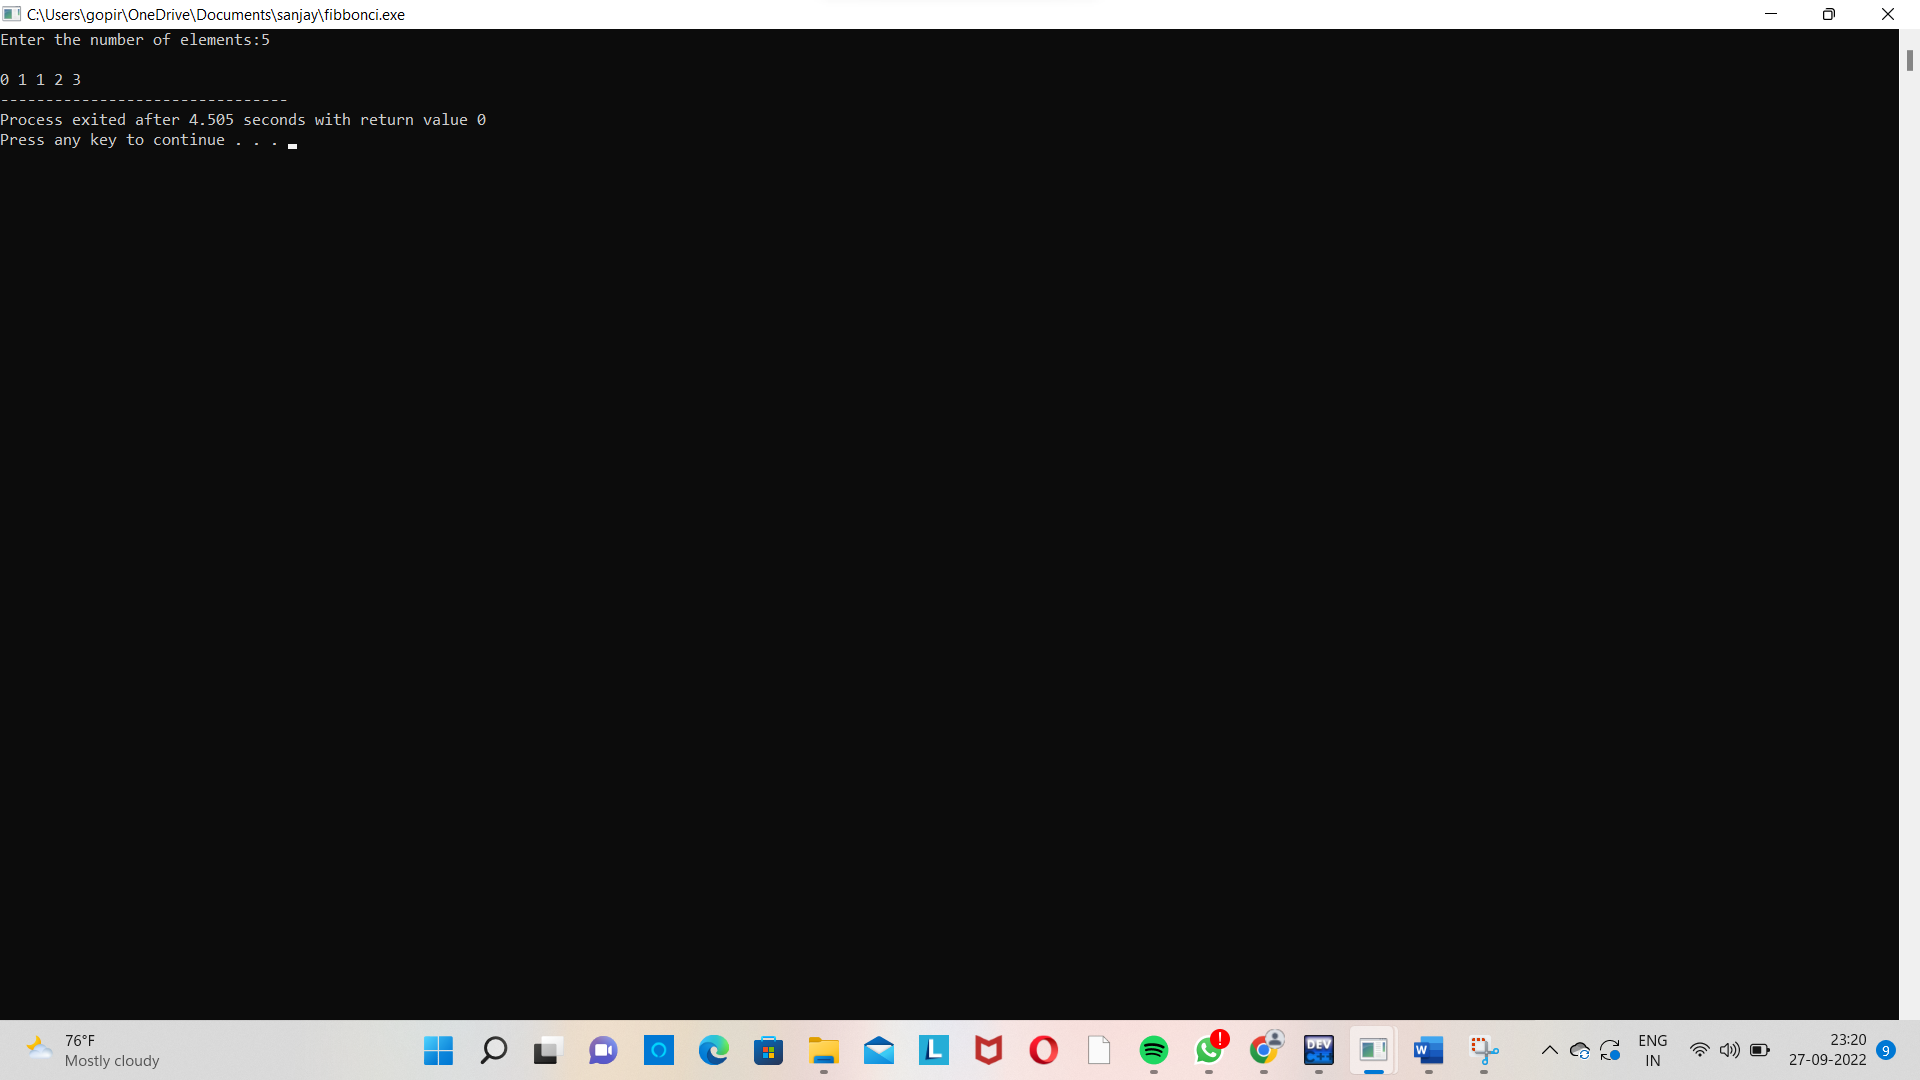 C:\Users\gopir\OneDrive\Documents\sanjay\fibbonci.exe
Enter the number of elements:5
0 1 1 2 3
--------------------------------
Process exited after 4.505 seconds with return value 0
Press any key to continue . . .
76°F
Mostly cloudy
L
!
DEV
C++
W
ENG
IN
23:20
27-09-2022
9